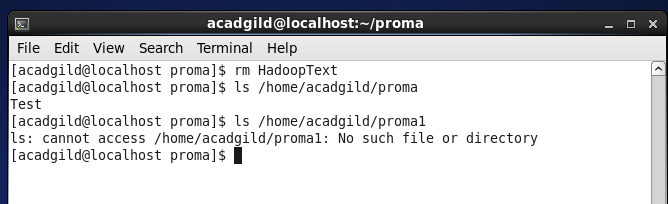 acadgild@localhost:~/proma
File Edit View Search Terminal Help
[acadgild@localhost proma]$ rm HadoopText
[acadgild@localhost proma]$ ls /home/acadgild/proma
Test
[acadgild@localhost proma]$ ls /home/acadgild/proma1
ls: cannot access /home/acadgild/proma1: No such file or directory
[acadgild@localhost proma]$